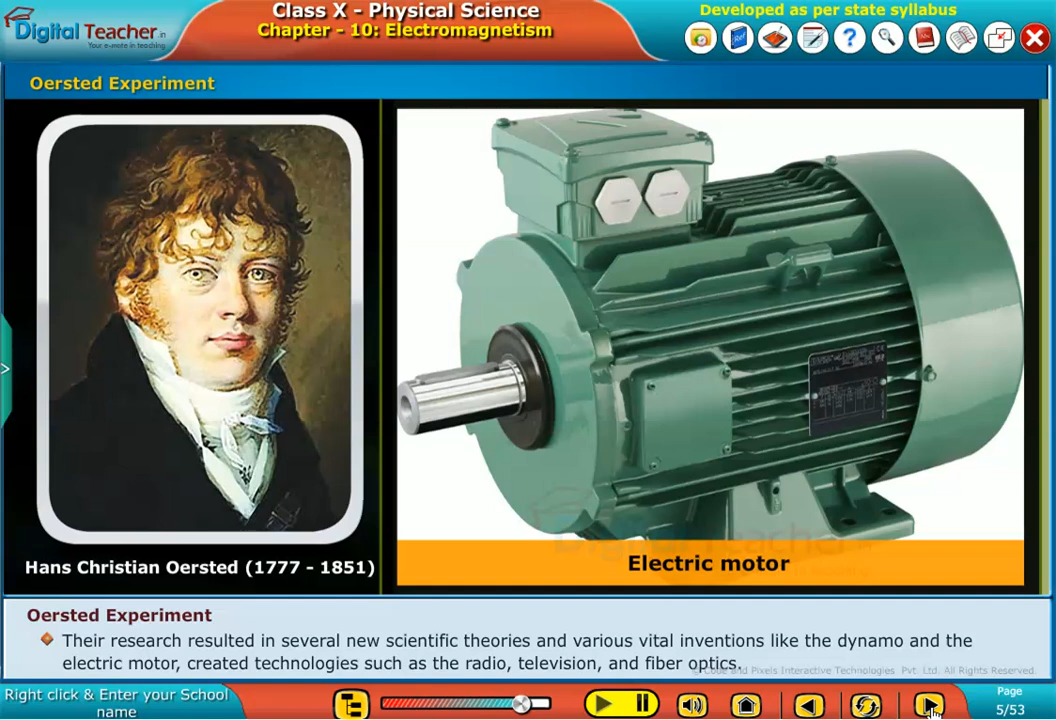 Digital Teacher.in
Your e-mate in teaching
Class X - Physical Science
Chapter - 10: Electromagnetism
Developed as per state syllabus
Oersted Experiment
Hans Christian Oersted (1777 - 1851)
Electric motor
Oersted Experiment
Their research resulted in several new scientific theories and various vital inventions like the dynamo and the
electric motor, created technologies such as the radio, television, and fiber optics.
© Code and Pixels Interactive Technologies Pvt. Ltd. All Rights Reserved.
Right click & Enter your School
name
Page
5/53